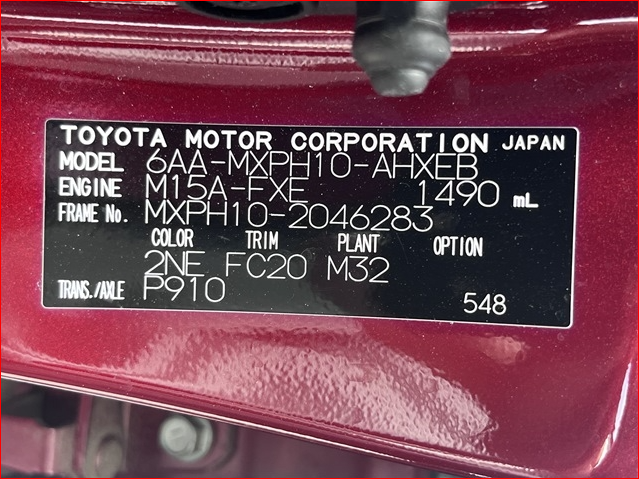 TOYOTA MOTOR CORPORATION JAPAN
MODEL 6AA-MXPH10-AHXEB
ENGINE M15A-FXE 1490 mL
FRAME No. MXPH10-2046283
COLOR TRIM PLANT OPTION
2NE FC20 M32
TRANS./AXLE P910 548